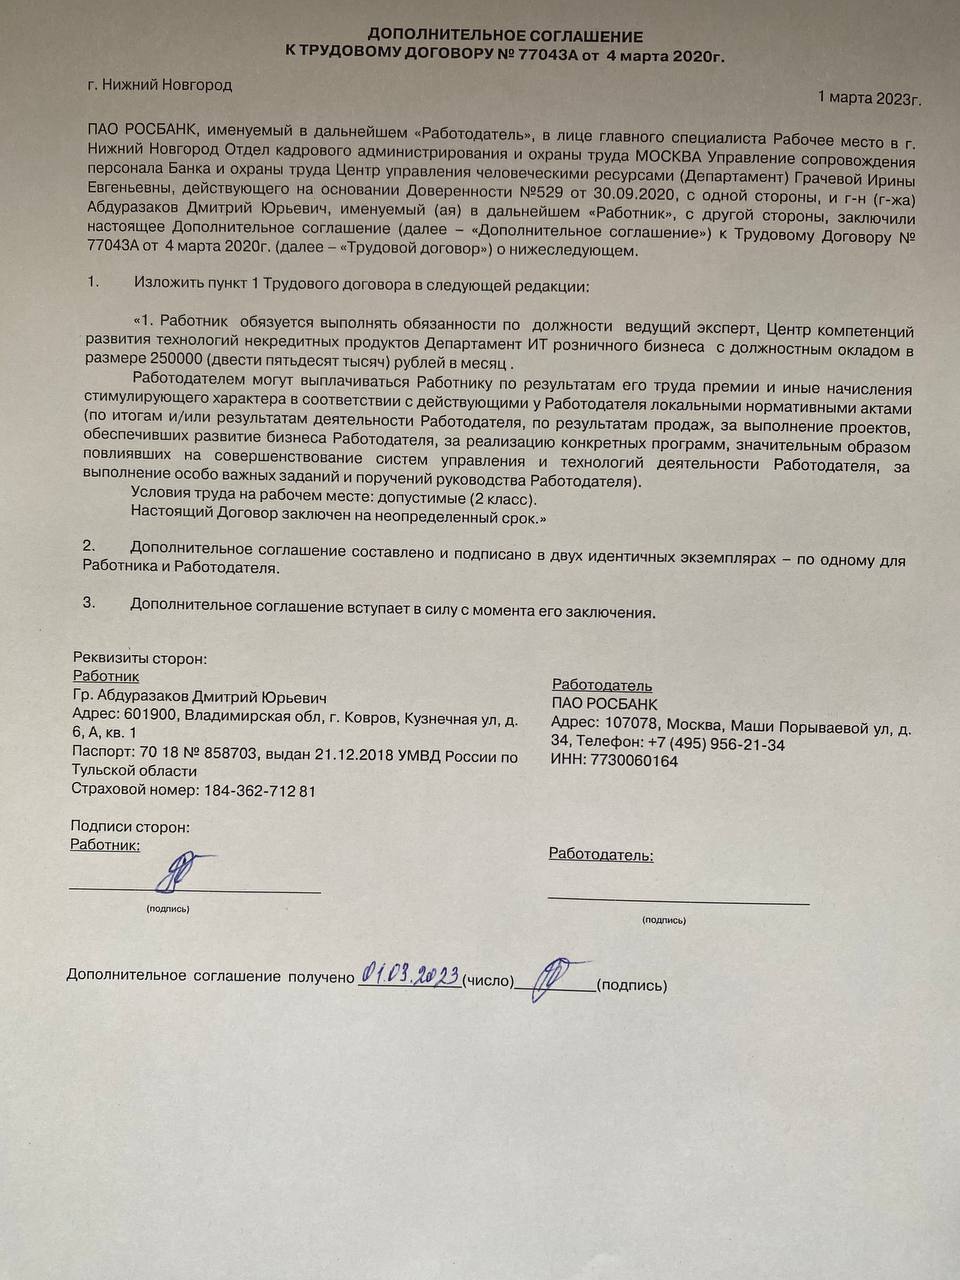 ДОПОЛНИТЕЛЬНОЕ СОГЛАШЕНИЕ
К ТРУДОВОМУ ДОГОВОРУ № 77043А от 4 марта 2020г.
г. Нижний Новгород
1 марта 2023г.
ПАО РОСБАНК, именуемый в дальнейшем «Работодатель», в лице главного специалиста Рабочее место в г.
Нижний Новгород Отдел кадрового администрирования и охраны труда МОСКВА Управление сопровождения
персонала Банка и охраны труда Центр управления человеческими ресурсами (Департамент) Грачевой Ирины
Евгеньевны, действующего на основании Доверенности №529 от 30.09.2020, с одной стороны, и г-н (г-жа)
Абдуразаков Дмитрий Юрьевич, именуемый (ая) в дальнейшем «Работник», с другой стороны, заключили
настоящее Дополнительное соглашение (далее – «Дополнительное соглашение») к Трудовому Договору №
77043А от 4 марта 2020г. (далее – «Трудовой договор») о нижеследующем.
1. Изложить пункт 1 Трудового договора в следующей редакции:
«1. Работник обязуется выполнять обязанности по должности ведущий эксперт, Центр компетенций
развития технологий некредитных продуктов Департамент ИТ розничного бизнеса с должностным окладом в
размере 250000 (двести пятьдесят тысяч) рублей в месяц .
Работодателем могут выплачиваться Работнику по результатам его труда премии и иные начисления
стимулирующего характера в соответствии с действующими у Работодателя локальными нормативными актами
(по итогам и/или результатам деятельности Работодателя, по результатам продаж, за выполнение проектов,
обеспечивших развитие бизнеса Работодателя, за реализацию конкретных программ, значительным образом
повлиявших на совершенствование систем управления и технологий деятельности Работодателя, за
выполнение особо важных заданий и поручений руководства Работодателя).
Условия труда на рабочем месте: допустимые (2 класс).
Настоящий Договор заключен на неопределенный срок.»
2. Дополнительное соглашение составлено и подписано в двух идентичных экземплярах – по одному для
Работника и Работодателя.
3. Дополнительное соглашение вступает в силу с момента его заключения.
Реквизиты сторон:
Работник
Гр. Абдуразаков Дмитрий Юрьевич
Адрес: 601900, Владимирская обл, г. Ковров, Кузнечная ул, д.
6, А, кв. 1
Паспорт: 70 18 № 858703, выдан 21.12.2018 УМВД России по
Тульской области
Страховой номер: 184-362-712 81
Работодатель
ПАО РОСБАНК
Адрес: 107078, Москва, Маши Порываевой ул, д.
34, Телефон: +7 (495) 956-21-34
ИНН: 7730060164
Подписи сторон:
Работник:
(подпись)
Работодатель:
(подпись)
Дополнительное соглашение получено 01.03.2023 (число) (подпись)